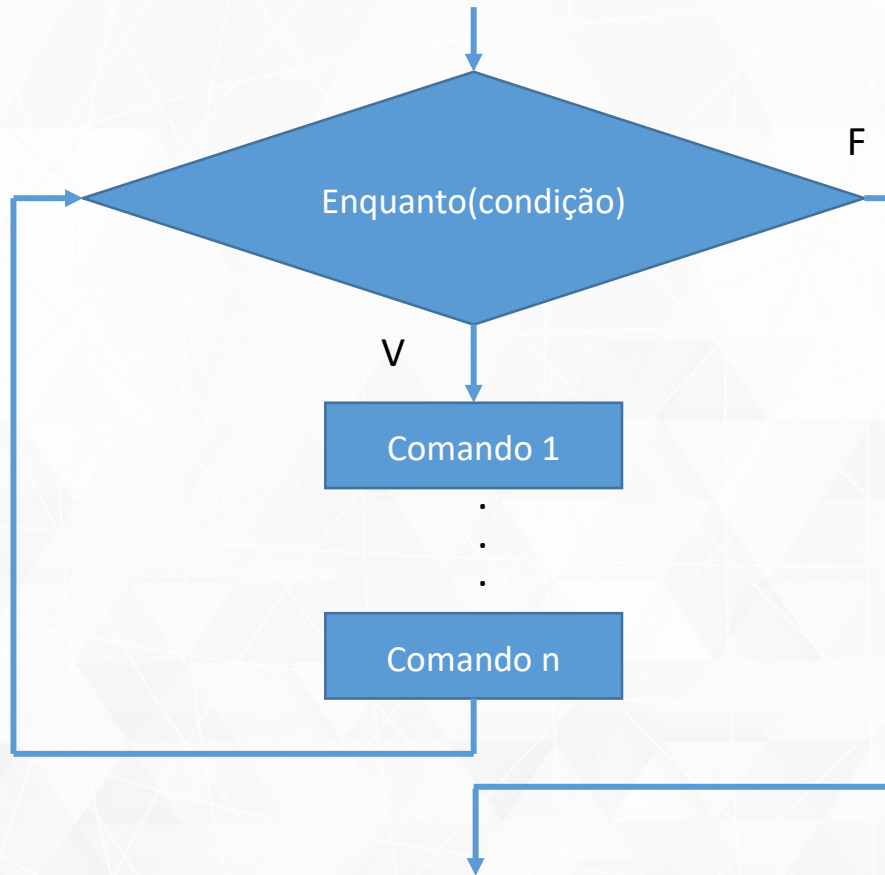 F
Enquanto(condição)
V
Comando 1
.
.
.
Comando n